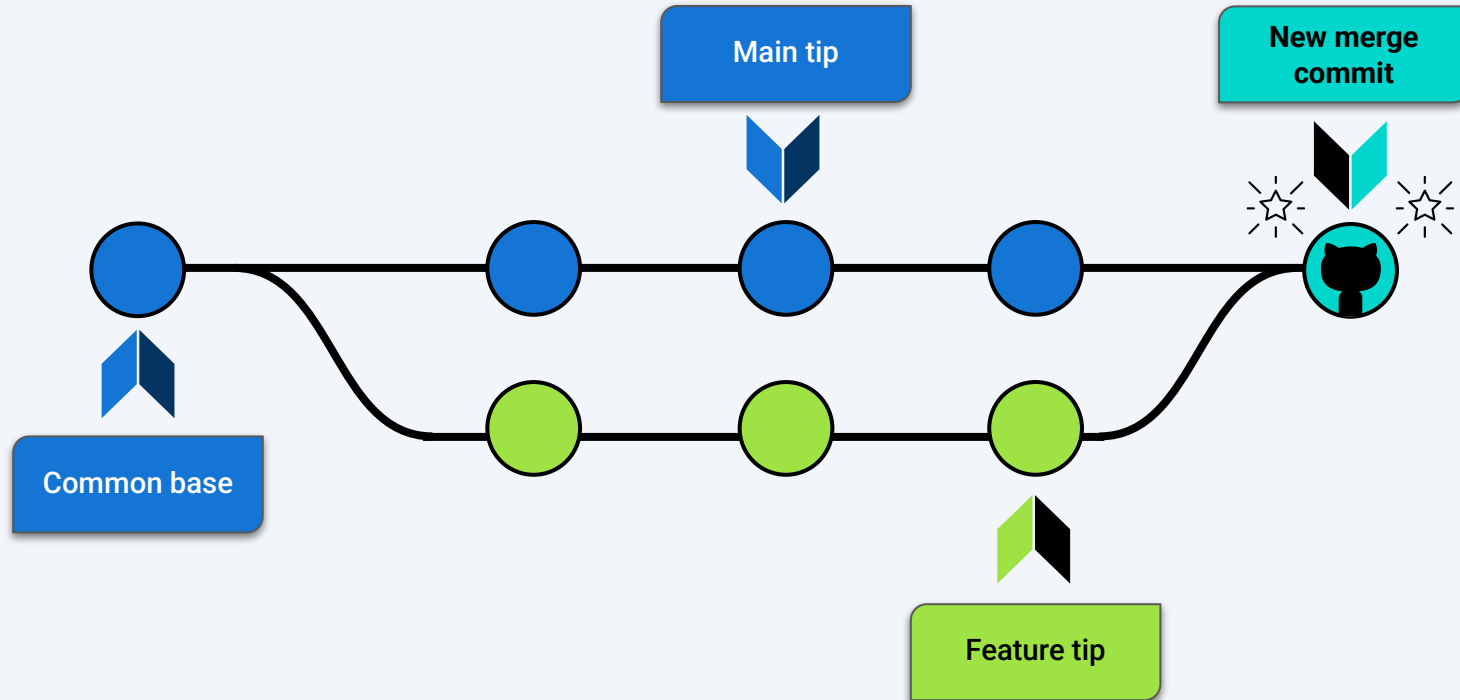 Main tip
New merge
commit
Common base
Feature tip